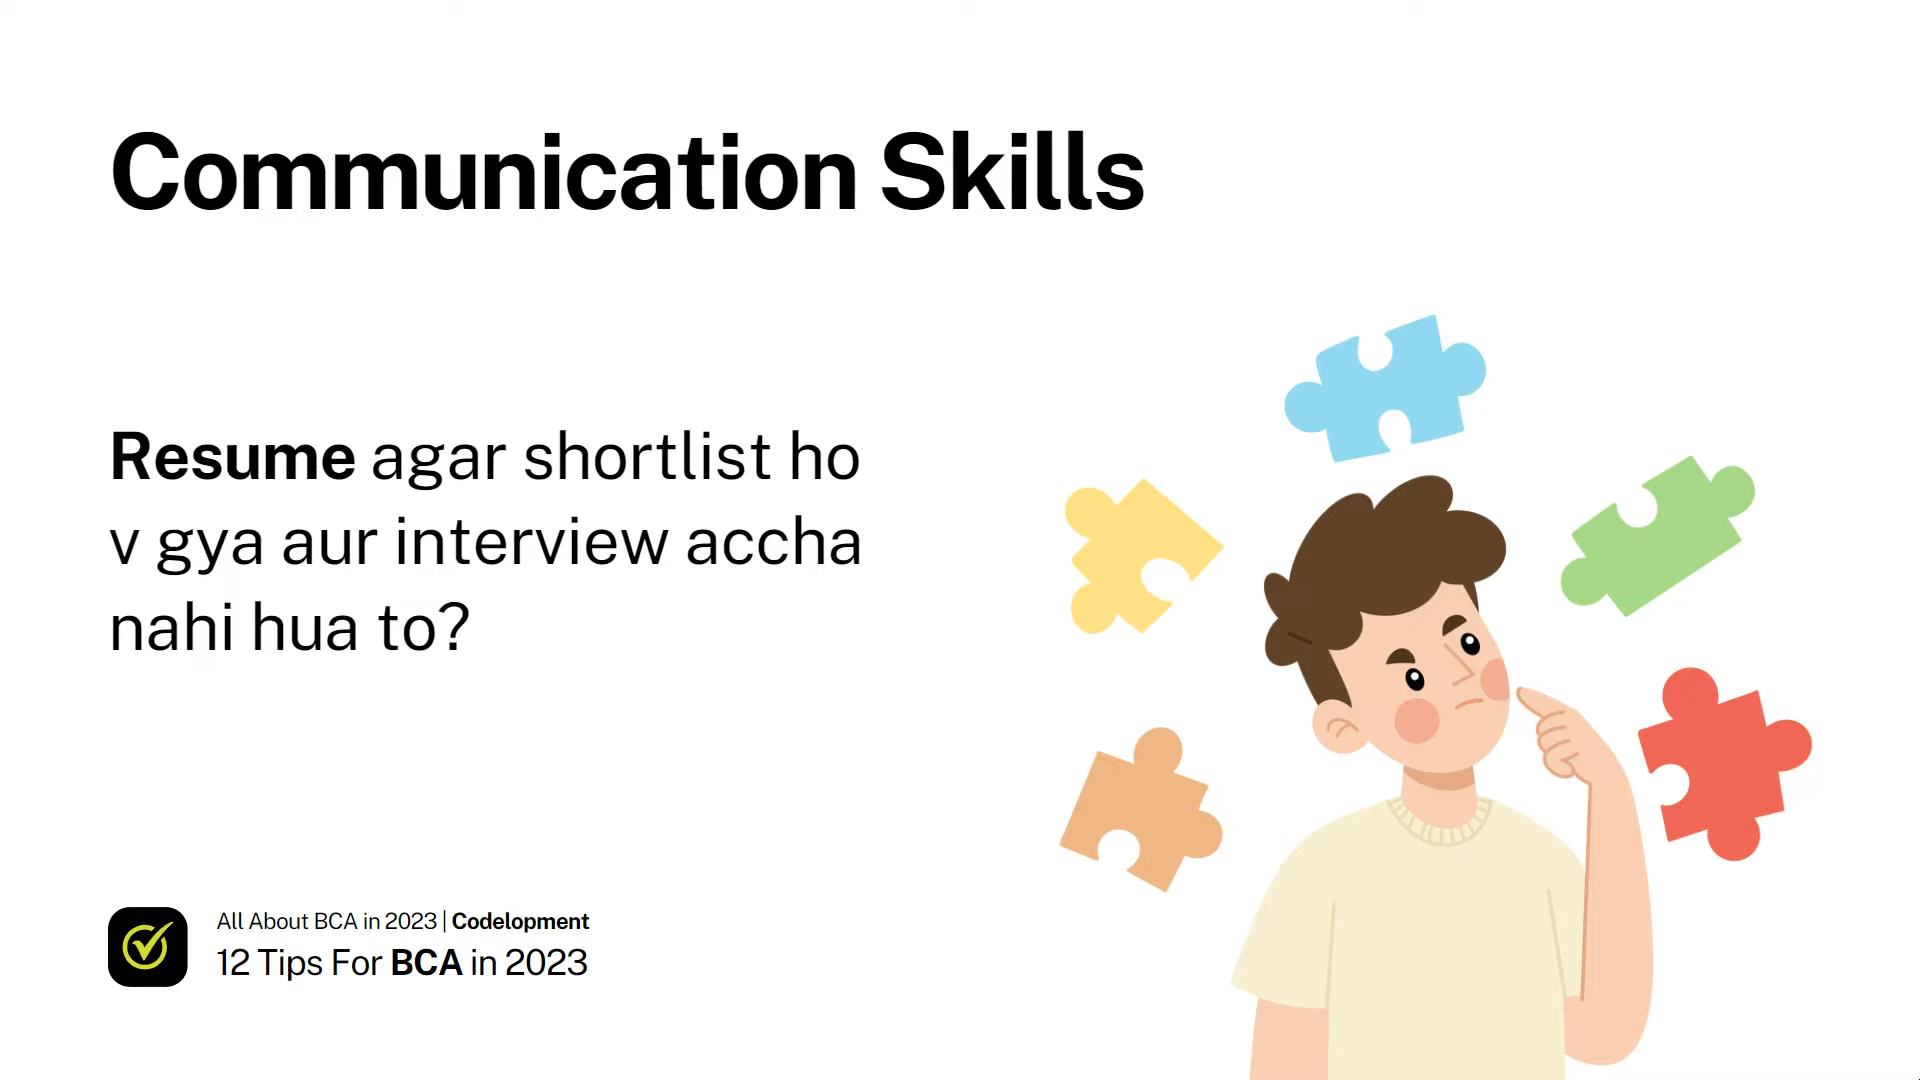 Communication Skills
Resume agar shortlist ho
v gya aur interview accha
nahi hua to?
All About BCA in 2023 | Codelopment
12 Tips For BCA in 2023